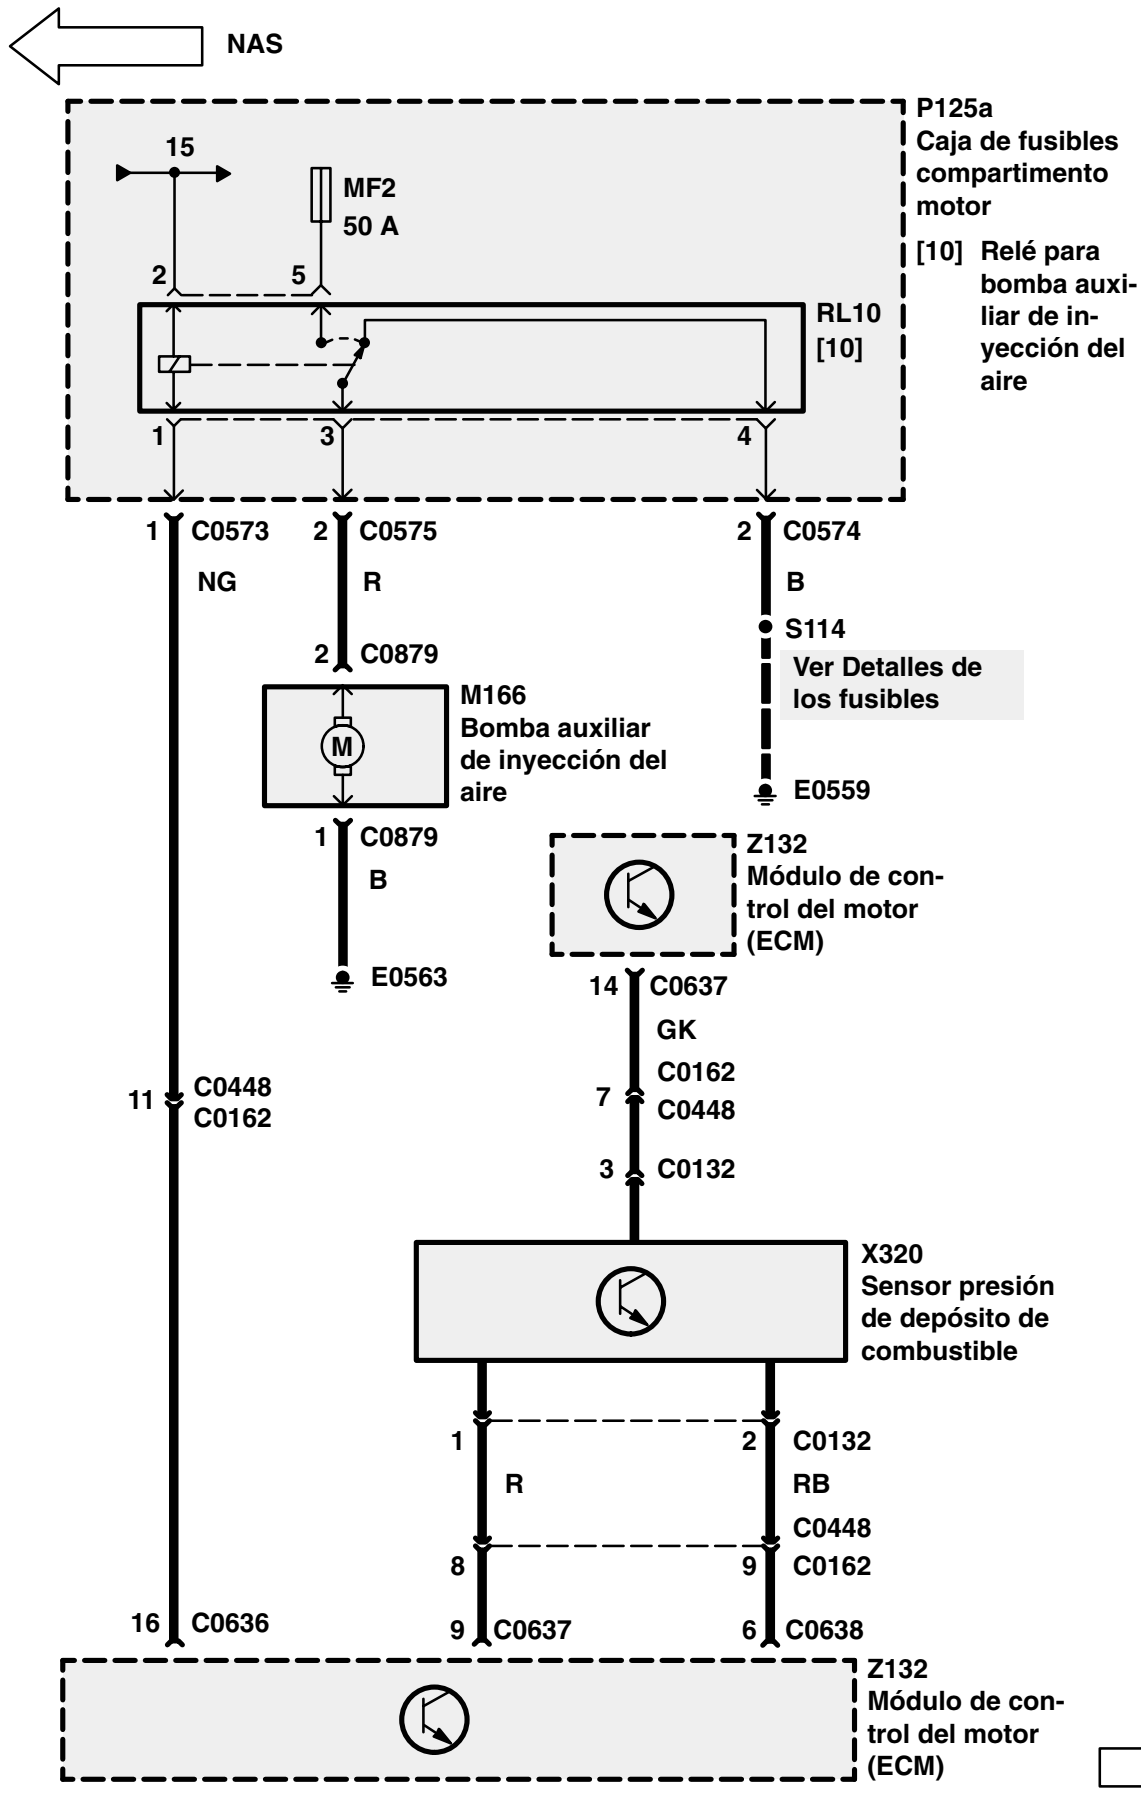 NAS
P125a
Caja de fusibles
compartimento
motor
[10] Relé para
bomba auxi-
liar de in-
yección del
aire
15
MF2
50 A
2
5
RL10
[10]
1
3
4
1 C0573
2 C0575
2 C0574
NG
R
B
S114
Ver Detalles de
los fusibles
2 C0879
M166
Bomba auxiliar
de inyección del
aire
M
E0559
1 C0879
B
Z132
Módulo de con-
trol del motor
(ECM)
E0563
14 C0637
GK
C0162
7
C0448
11
C0448
C0162
3 C0132
X320
Sensor presión
de depósito de
combustible
1
2 C0132
R
RB
C0448
8
9 C0162
16 C0636
9 C0637
6 C0638
Z132
Módulo de con-
trol del motor
(ECM)